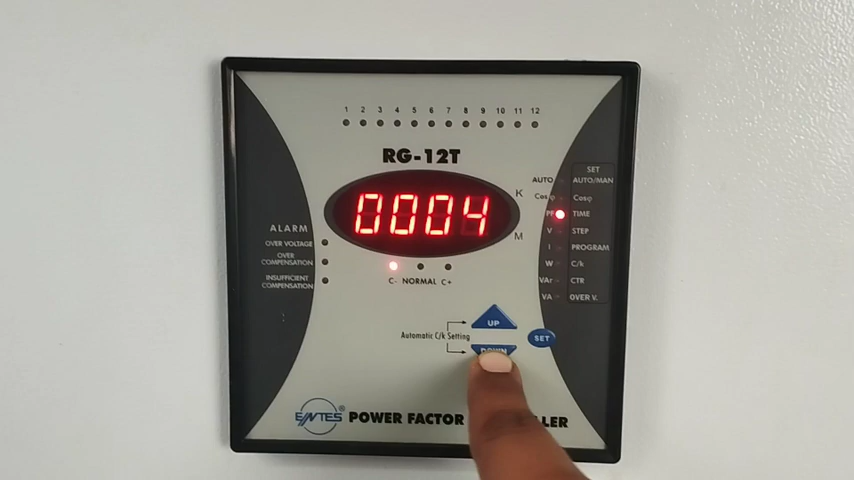 1 2 3 4 5 6 7 8 9 10 11 12
RG-12T
0004
K
M
ALARM
OVER VOLTAGE
OVER
COMPENSATION
INSUFFICIENT
COMPENSATION
C- NORMAL C+
SET
AUTO AUTO/MAN
Cosφ Cosφ
PF TIME
V STEP
I PROGRAM
W C/k
VAr CTR
VA OVER V.
UP
Automatic C/k Setting
SET
DOWN
ENTES® POWER FACTOR